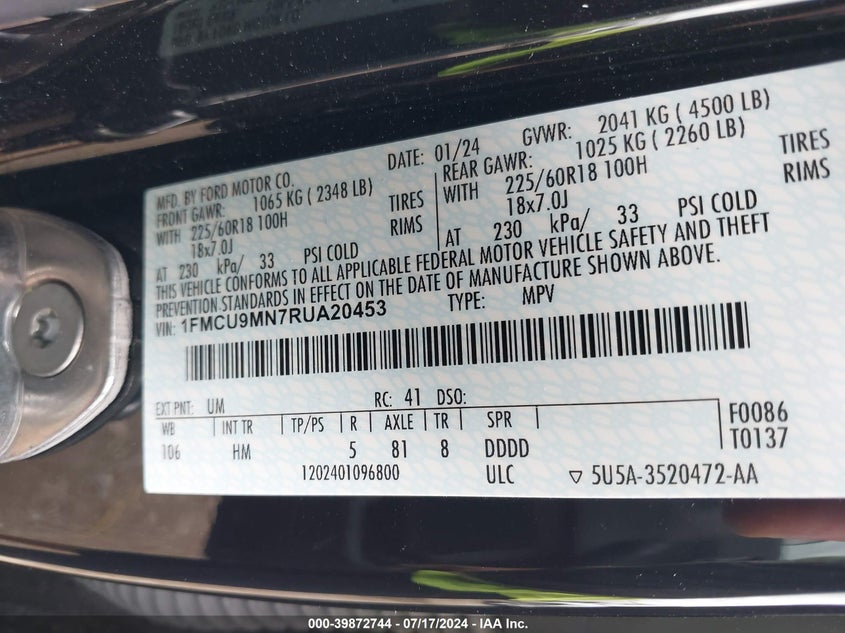 MFD. BY FORD MOTOR CO.
DATE: 01/24 GVWR: 2041 KG ( 4500 LB)
FRONT GAWR: 1065 KG ( 2348 LB) REAR GAWR: 1025 KG ( 2260 LB)
WITH 225/60R18 100H TIRES WITH 225/60R18 100H TIRES
18x7.0J RIMS 18x7.0J RIMS
AT 230 kPa/ 33 PSI COLD AT 230 kPa/ 33 PSI COLD
THIS VEHICLE CONFORMS TO ALL APPLICABLE FEDERAL MOTOR VEHICLE SAFETY AND THEFT
PREVENTION STANDARDS IN EFFECT ON THE DATE OF MANUFACTURE SHOWN ABOVE.
VIN: 1FMCU9MN7RUA20453 TYPE: MPV
EXT PNT: UM RC: 41 DSO:
WB INT TR TP/PS R AXLE TR SPR F0086
106 HM 5 81 8 DDDD T0137
1202401096800 ULC ▽ 5U5A-3520472-AA
000-39872744 - 07/17/2024 - IAA Inc.